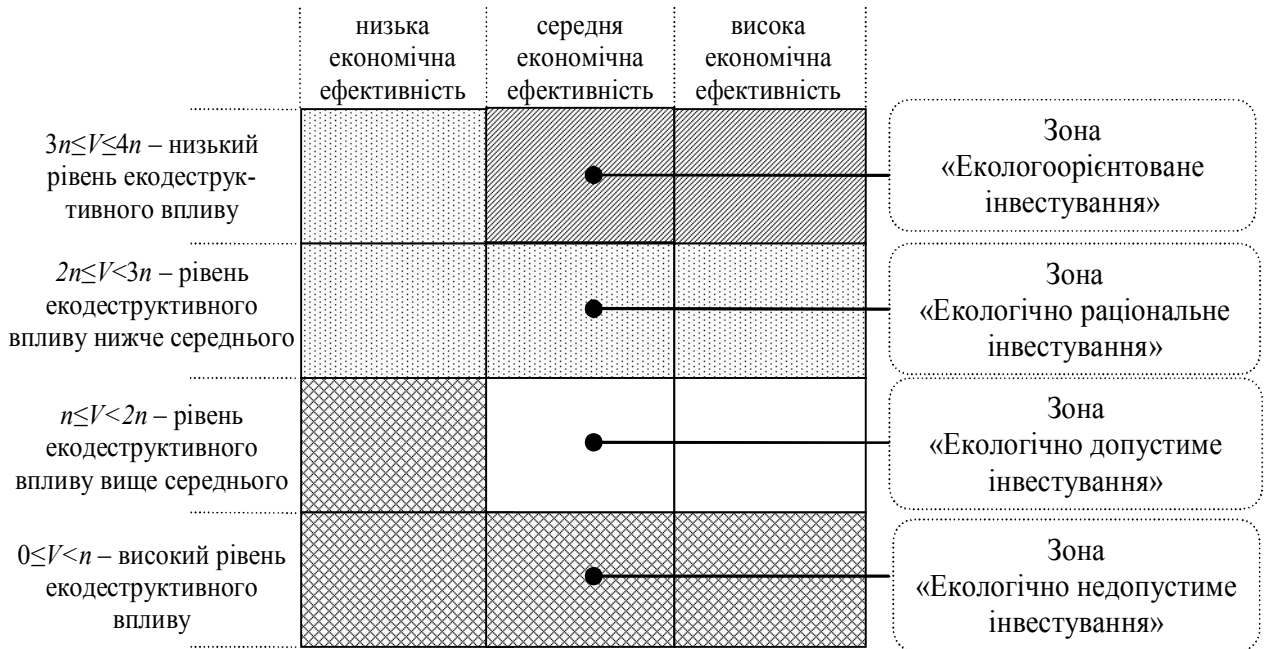 низька
економічна
ефективність
середня
економічна
ефективність
висока
економічна
ефективність
3n≤V≤4n – низький
рівень екодеструк-
тивного впливу
Зона
«Екологоорієнтоване
інвестування»
2n≤V<3n – рівень
екодеструктивного
впливу нижче середнього
Зона
«Екологічно раціональне
інвестування»
n≤V<2n – рівень
екодеструктивного
впливу вище середнього
Зона
«Екологічно допустиме
інвестування»
0≤V<n – високий рівень
екодеструктивного
впливу
Зона
«Екологічно недопустиме
інвестування»